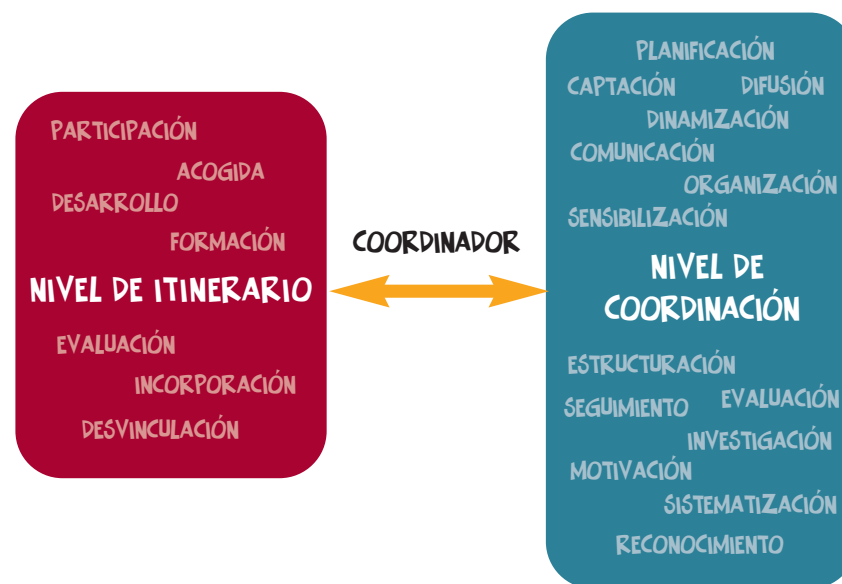 PARTICIPACIÓN
ACOGIDA
DESARROLLO
FORMACIÓN
NIVEL DE ITINERARIO
EVALUACIÓN
INCORPORACIÓN
DESVINCULACIÓN
COORDINADOR
PLANIFICACIÓN
CAPTACIÓN DIFUSIÓN
DINAMIZACIÓN
COMUNICACIÓN
ORGANIZACIÓN
SENSIBILIZACIÓN
NIVEL DE
COORDINACIÓN
ESTRUCTURACIÓN
SEGUIMIENTO EVALUACIÓN
INVESTIGACIÓN
MOTIVACIÓN
SISTEMATIZACIÓN
RECONOCIMIENTO